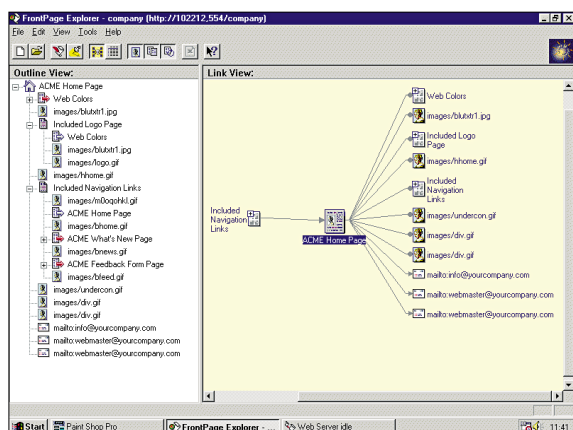 FrontPage Explorer - company (http://102212,554/company)
File Edit View Tools Help
Outline View:
ACME Home Page
Web Colors
images/blutxtr1.jpg
Included Logo Page
Web Colors
images/blutxtr1.jpg
images/logo.gif
images/hhome.gif
Included Navigation Links
images/m0oqohkl.gif
ACME Home Page
images/bhome.gif
ACME What's New Page
images/bnews.gif
ACME Feedback Form Page
images/bfeed.gif
images/undercon.gif
images/div.gif
images/div.gif
mailto:info@yourcompany.com
mailto:webmaster@yourcompany.com
mailto:webmaster@yourcompany.com
Link View:
Included
Navigation
Links
ACME Home Page
Web Colors
images/blutxtr1.jpg
Included Logo
Page
images/hhome.gif
Included
Navigation
Links
images/undercon.gif
images/div.gif
images/div.gif
mailto:info@yourcompany.com
mailto:webmaster@yourcompany.com
mailto:webmaster@yourcompany.com
Start
Paint Shop Pro
FrontPage Explorer - ...
Web Server idle
11:41